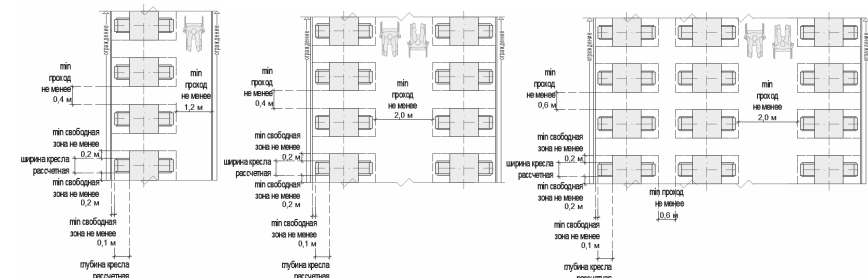 ограждение
ограждение
min
проход
не менее
0,4 м
min
проход
не менее
1,2 м
min свободная
зона не менее
0,2 м
ширина кресла
рассчетная
min свободная
зона не менее
0,2 м
min свободная
зона не менее
0,1 м
глубина кресла
рассчетная
ограждение
ограждение
min
проход
не менее
0,4 м
min
проход
не менее
2,0 м
min свободная
зона не менее
0,2 м
ширина кресла
рассчетная
min свободная
зона не менее
0,2 м
min свободная
зона не менее
0,1 м
глубина кресла
рассчетная
ограждение
ограждение
min
проход
не менее
0,6 м
min
проход
не менее
2,0 м
min свободная
зона не менее
0,2 м
ширина кресла
рассчетная
min свободная
зона не менее
0,2 м
min проход
не менее
0,6 м
min свободная
зона не менее
0,1 м
глубина кресла